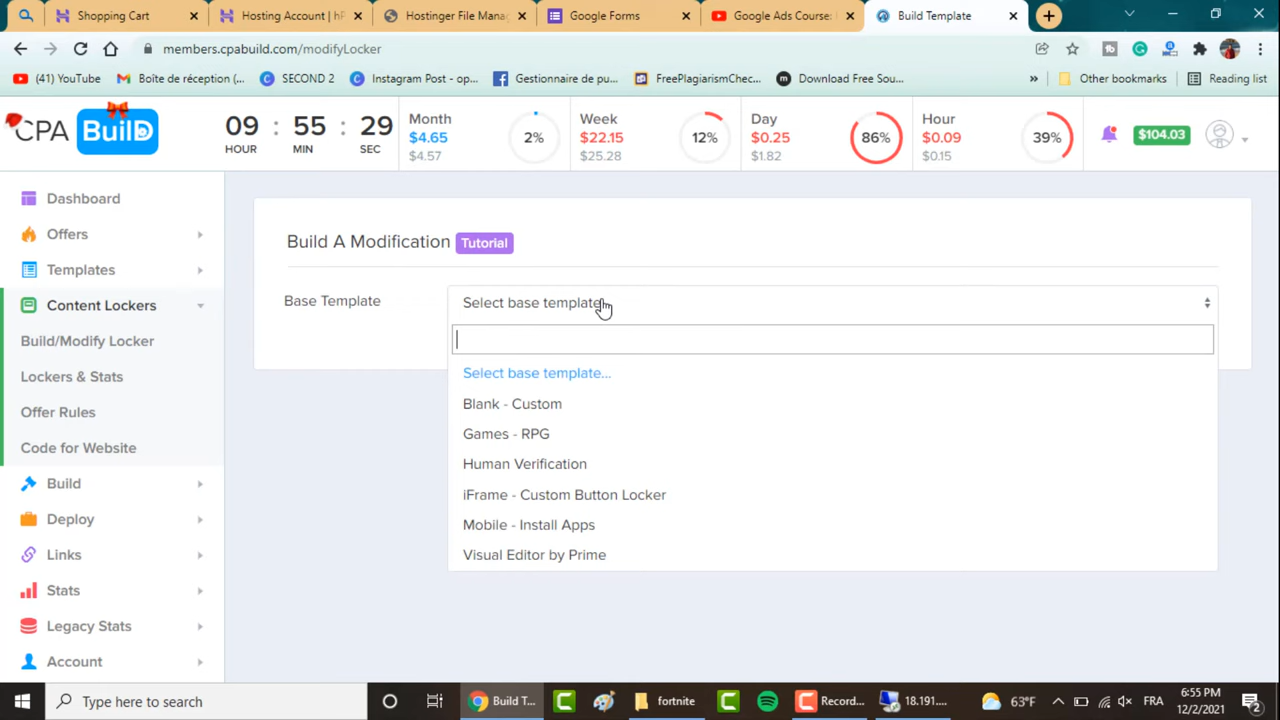 Shopping Cart
Hosting Account | hP
Hostinger File Mana
Google Forms
Google Ads Course:
Build Template
members.cpabuild.com/modifyLocker
(41) YouTube
Boîte de réception (...
SECOND 2
Instagram Post - op...
Gestionnaire de pu...
FreePlagiarismChec...
Download Free Sou...
»
Other bookmarks
Reading list
CPA BuilD
09 : 55 : 29
HOUR MIN SEC
Month
$4.65
$4.57
2%
Week
$22.15
$25.28
12%
Day
$0.25
$1.82
86%
Hour
$0.09
$0.15
39%
$104.03
Dashboard
Offers
Templates
Content Lockers
Build/Modify Locker
Lockers & Stats
Offer Rules
Code for Website
Build
Deploy
Links
Stats
Legacy Stats
Account
Build A Modification Tutorial
Base Template
Select base template
Select base template...
Blank - Custom
Games - RPG
Human Verification
iFrame - Custom Button Locker
Mobile - Install Apps
Visual Editor by Prime
Type here to search
Build T...
fortnite
Record...
18.191....
63°F
FRA
6:55 PM
12/2/2021
2